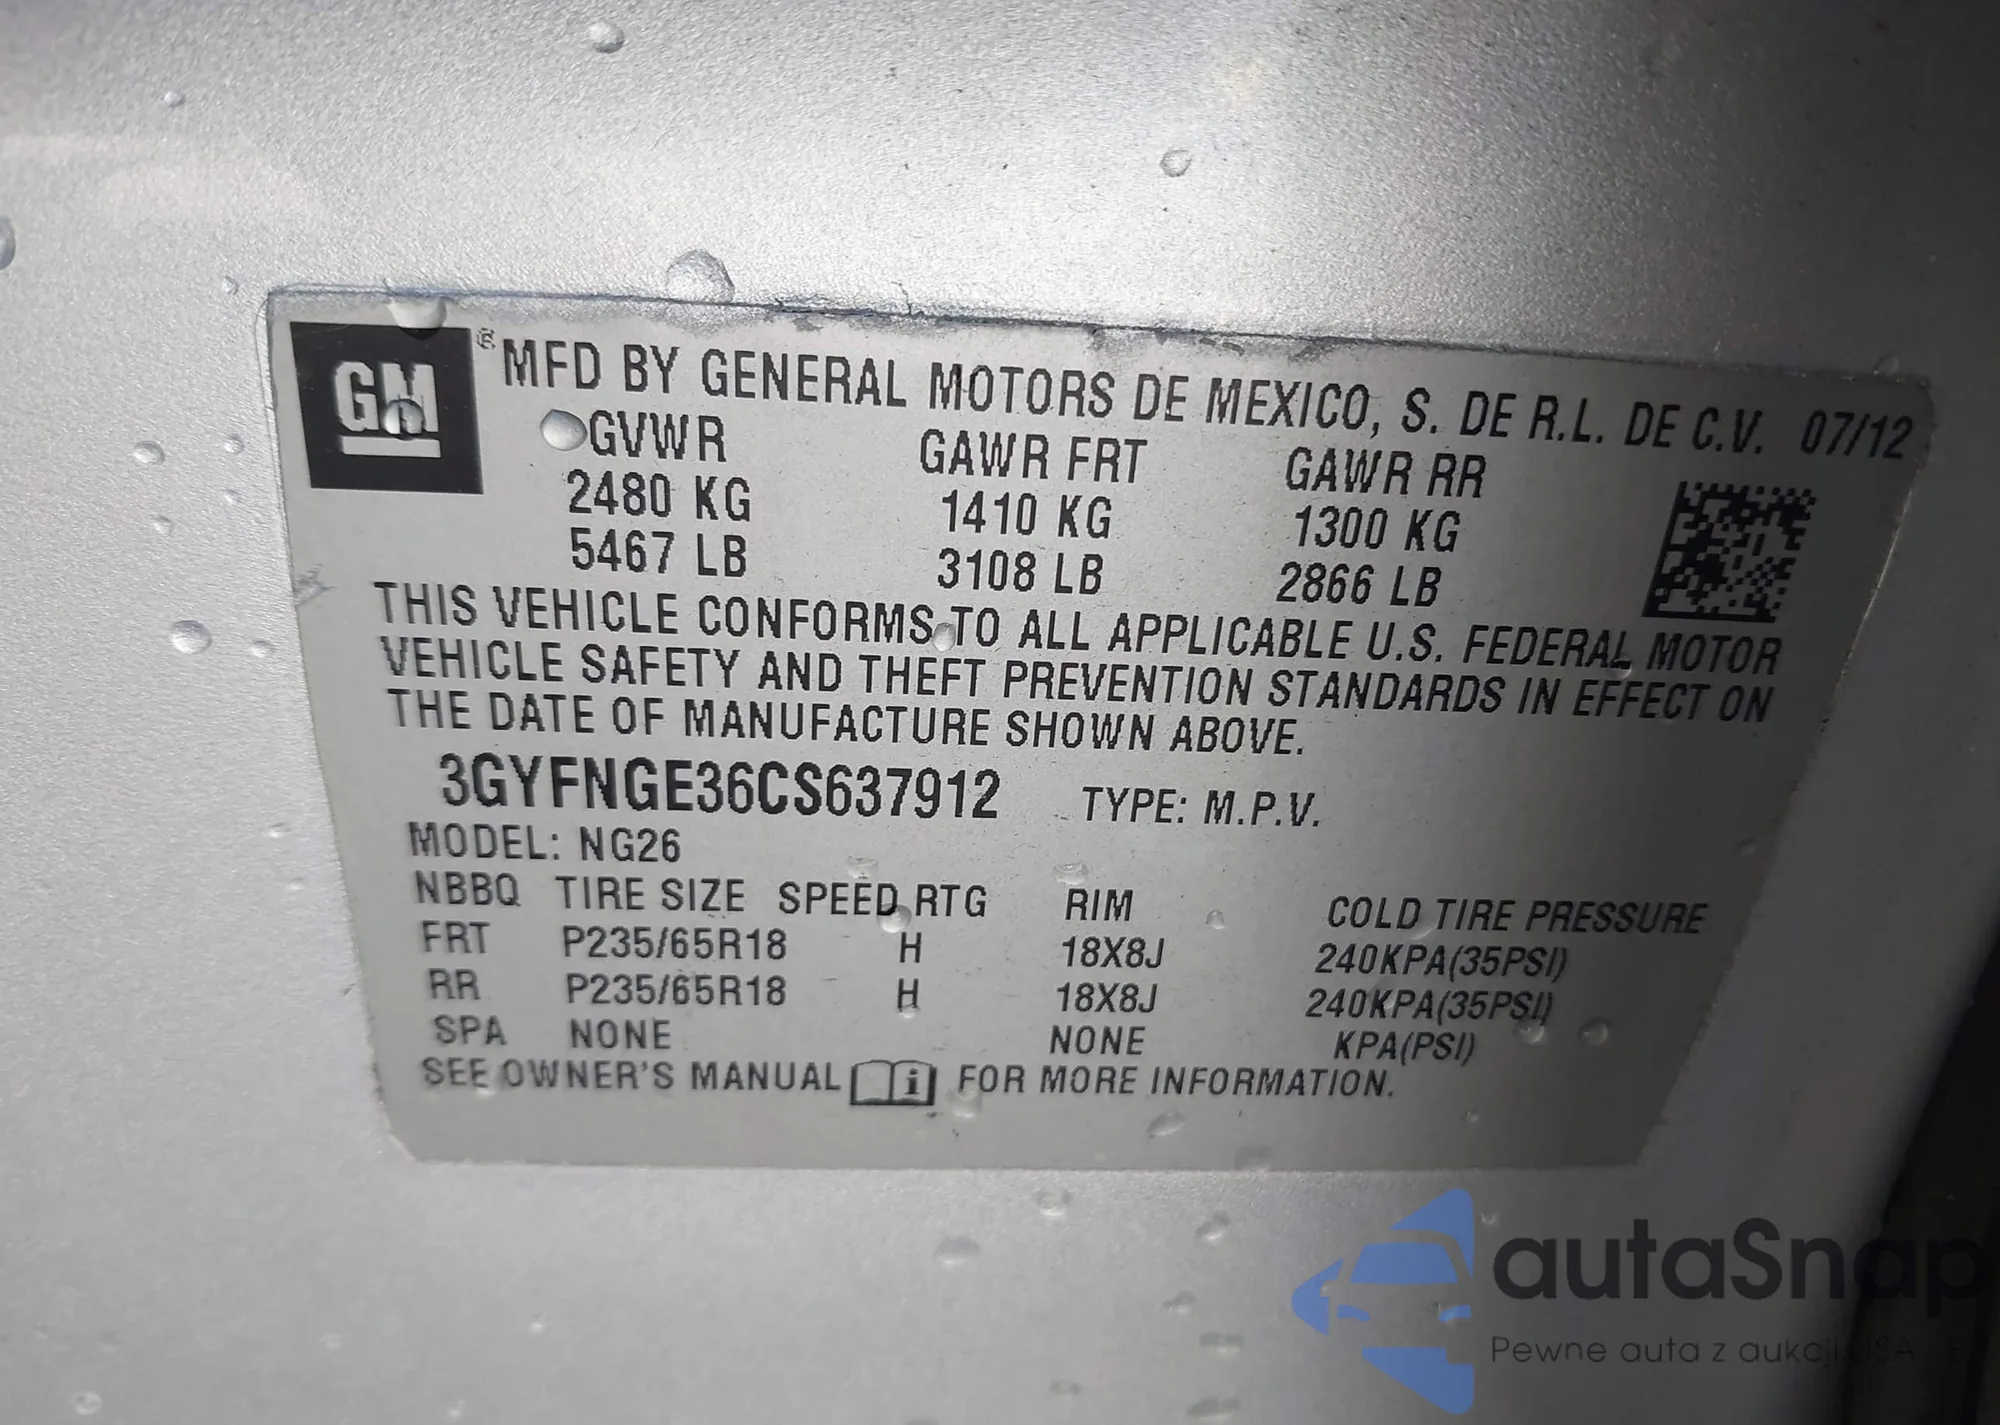 GM ® MFD BY GENERAL MOTORS DE MEXICO, S. DE R.L. DE C.V. 07/12
GVWR GAWR FRT GAWR RR
2480 KG 1410 KG 1300 KG
5467 LB 3108 LB 2866 LB
THIS VEHICLE CONFORMS TO ALL APPLICABLE U.S. FEDERAL MOTOR
VEHICLE SAFETY AND THEFT PREVENTION STANDARDS IN EFFECT ON
THE DATE OF MANUFACTURE SHOWN ABOVE.
3GYFNGE36CS637912 TYPE: M.P.V.
MODEL: NG26
NBBQ TIRE SIZE SPEED RTG RIM COLD TIRE PRESSURE
FRT P235/65R18 H 18X8J 240KPA(35PSI)
RR P235/65R18 H 18X8J 240KPA(35PSI)
SPA NONE NONE KPA(PSI)
SEE OWNER'S MANUAL i FOR MORE INFORMATION.
autaSnap
Pewne auta z aukcji USA